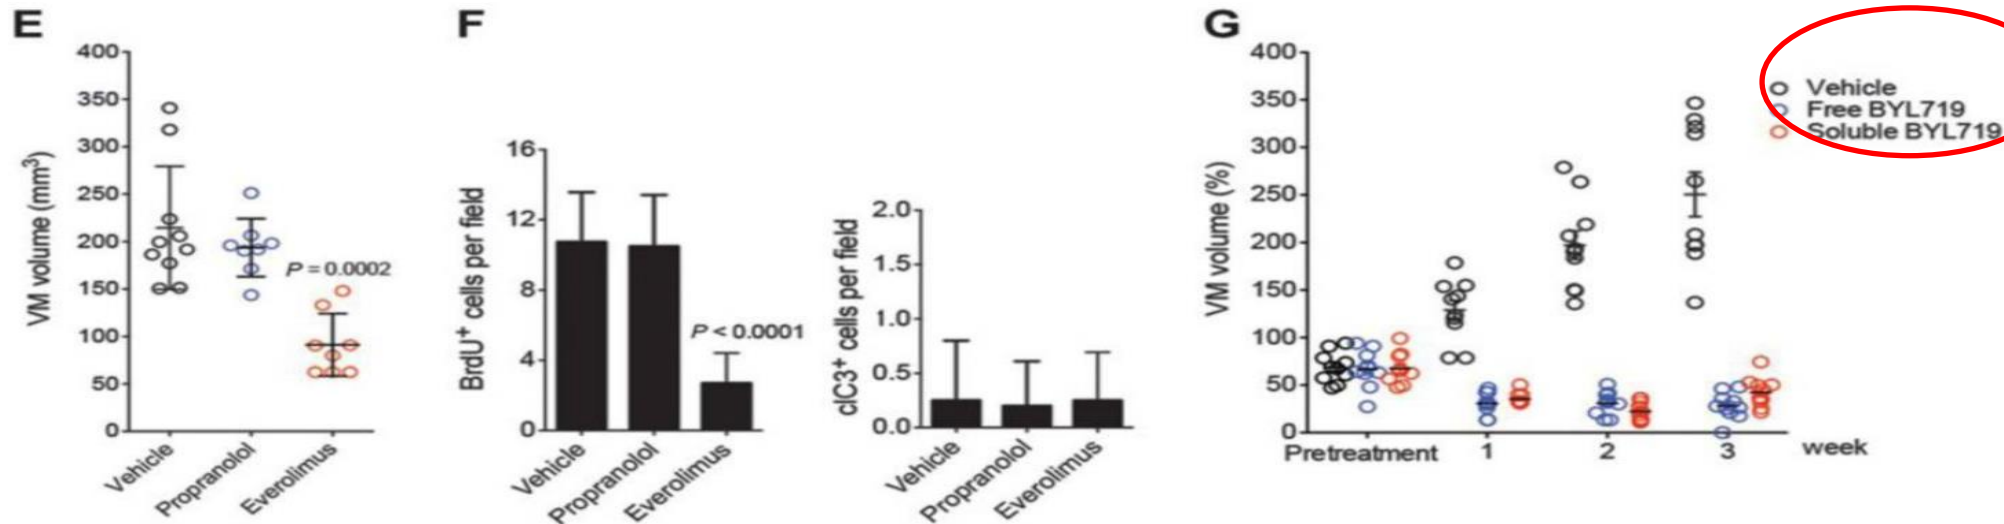 E
400
350
300
250
200
150
100
50
0
VM volume (mm³)
P = 0.0002
Vehicle
Propranolol
Everolimus
F
16
12
8
4
0
BrdU⁺ cells per field
P < 0.0001
Vehicle
Propranolol
Everolimus
2.0
1.5
1.0
0.5
0.0
clC3⁺ cells per field
Vehicle
Propranolol
Everolimus
G
400
350
300
250
200
150
100
50
0
VM volume (%)
Vehicle
Free BYL719
Soluble BYL719
Pretreatment 1 2 3 week